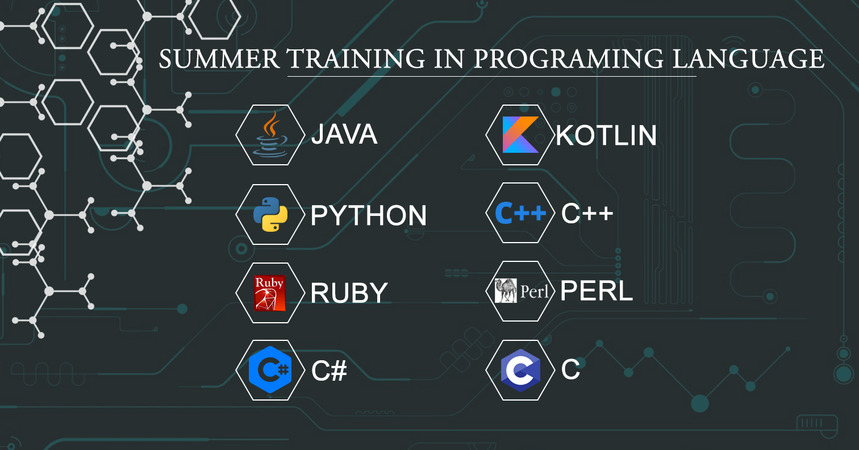 SUMMER TRAINING IN PROGRAMING LANGUAGE
JAVA
KOTLIN
PYTHON
C++ C++
Ruby RUBY
Perl PERL
C# C#
C C